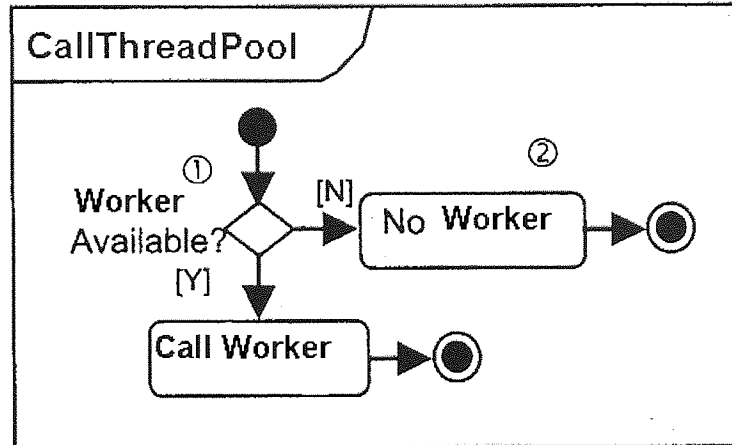 CallThreadPool
①
②
Worker
Available?
[N]
No Worker
[Y]
Call Worker